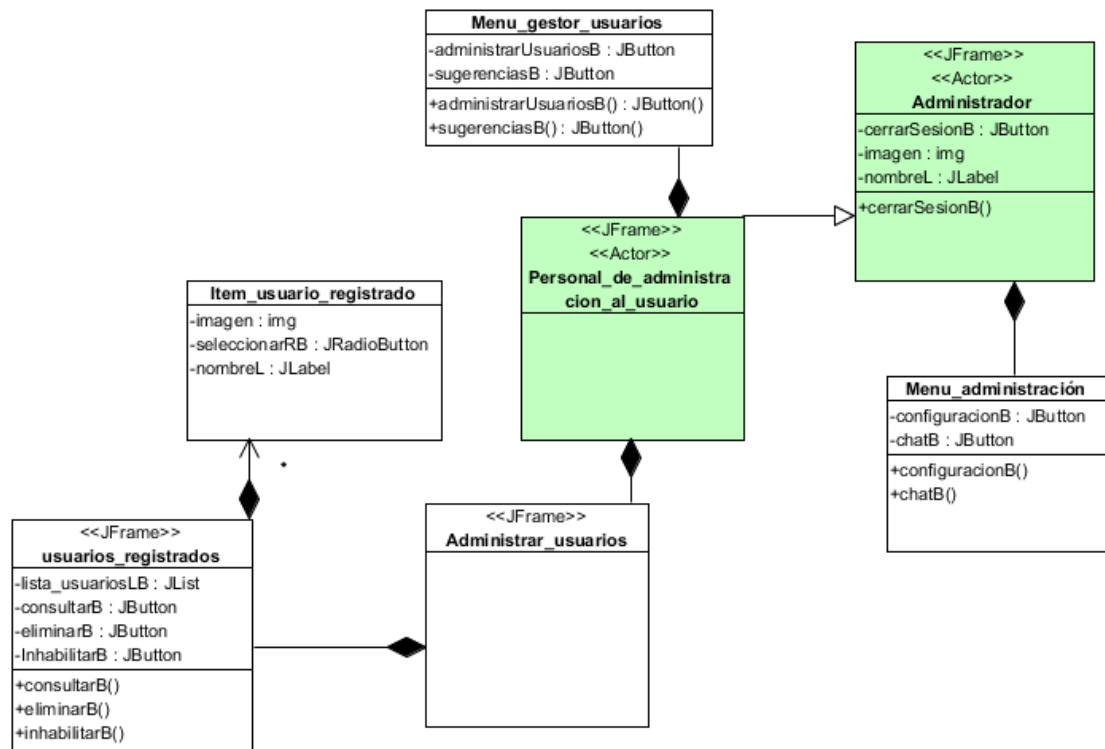 Menu_gestor_usuarios
-administrarUsuariosB : JButton
-sugerenciasB : JButton
+administrarUsuariosB() : JButton()
+sugerenciasB() : JButton()
<<JFrame>>
<<Actor>>
Administrador
-cerrarSesionB : JButton
-imagen : img
-nombreL : JLabel
+cerrarSesionB()
<<JFrame>>
<<Actor>>
Personal_de_administra
cion_al_usuario
Item_usuario_registrado
-imagen : img
-seleccionarRB : JRadioButton
-nombreL : JLabel
*
Menu_administración
-configuracionB : JButton
-chatB : JButton
+configuracionB()
+chatB()
<<JFrame>>
usuarios_registrados
-lista_usuariosLB : JList
-consultarB : JButton
-eliminarB : JButton
-InhabilitarB : JButton
+consultarB()
+eliminarB()
+inhabilitarB()
<<JFrame>>
Administrar_usuarios